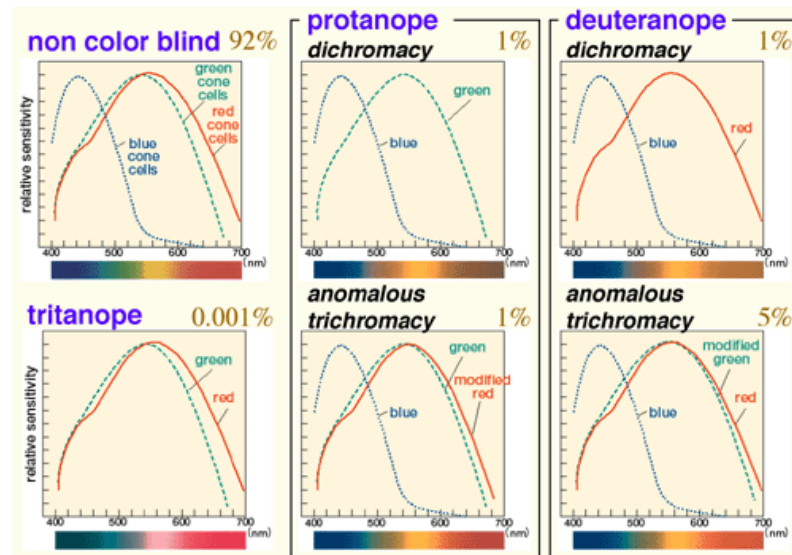 non color blind 92%
green
cone
cells
red
cone
cells
blue
cone
cells
relative sensitivity
400 500 600 700
(nm)
protanope
dichromacy 1%
green
blue
400 500 600 700
(nm)
deuteranope
dichromacy 1%
red
blue
400 500 600 700
(nm)
tritanope 0.001%
green
red
relative sensitivity
400 500 600 700
(nm)
anomalous
trichromacy 1%
green
modified
red
blue
400 500 600 700
(nm)
anomalous
trichromacy 5%
modified
green
red
blue
400 500 600 700
(nm)